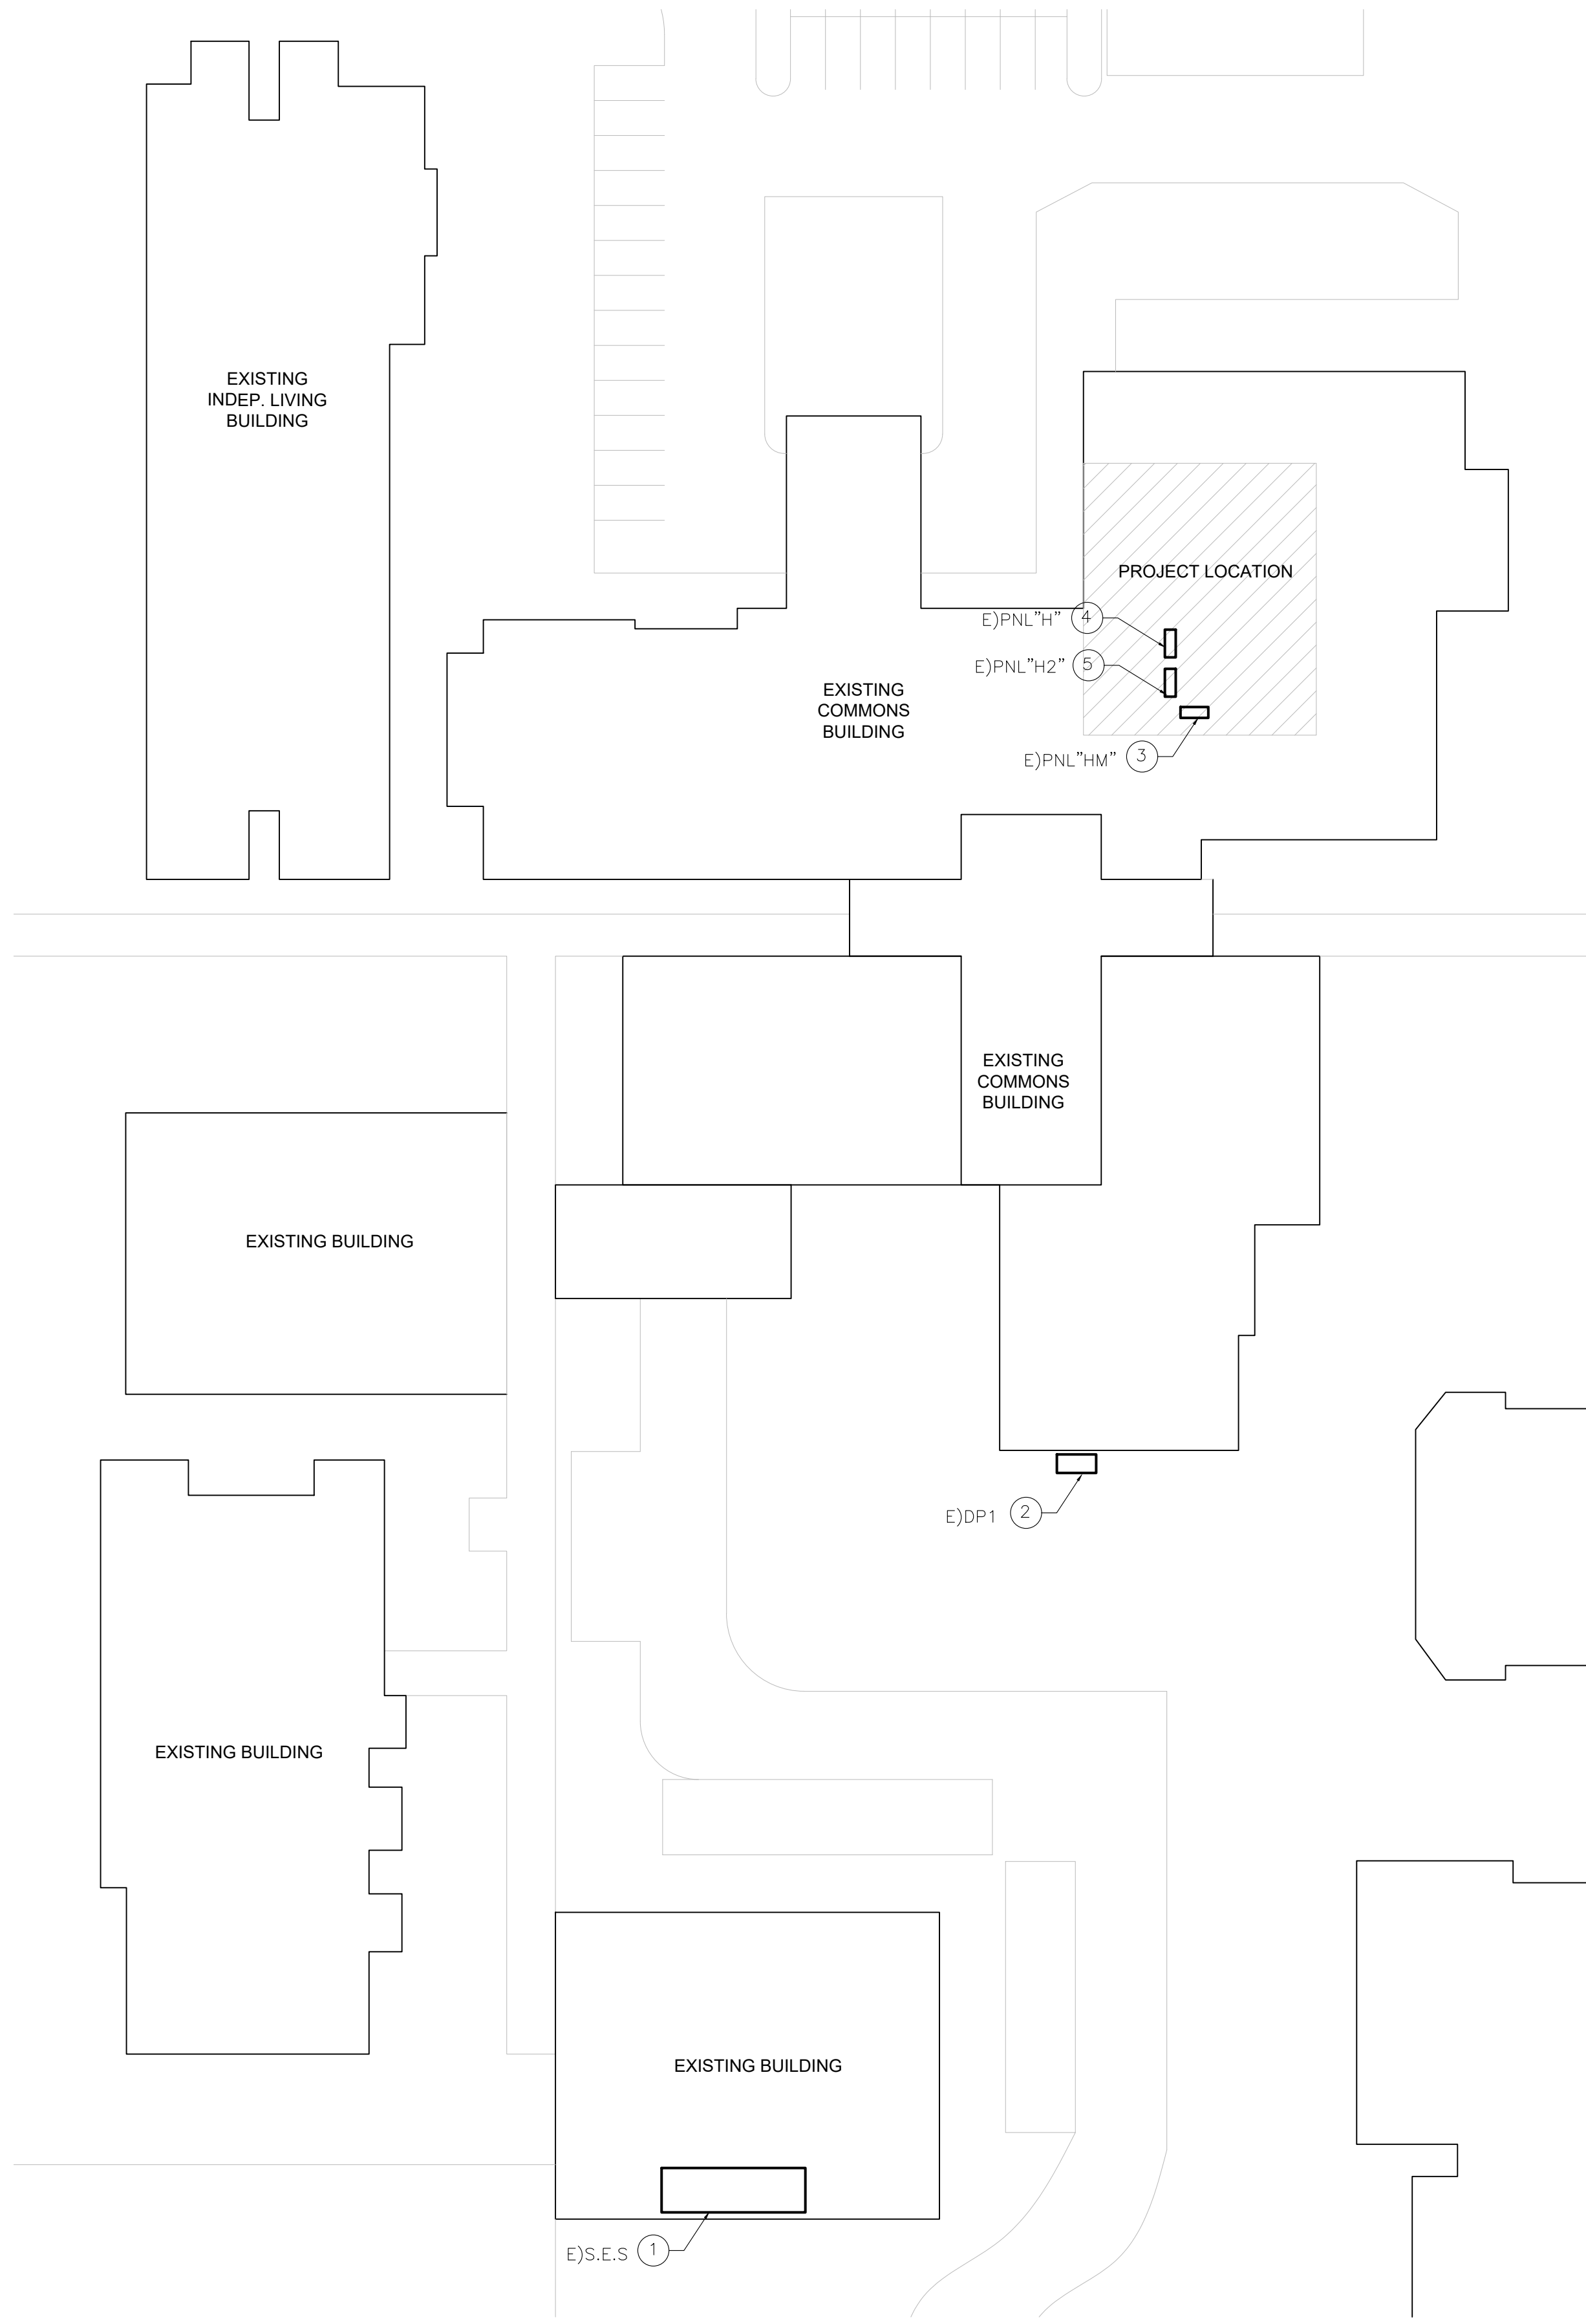 EXISTING
INDEP. LIVING
BUILDING
PROJECT LOCATION
E)PNL"H" 4
E)PNL"H2" 5
EXISTING
COMMONS
BUILDING
E)PNL"HM" 3
EXISTING
COMMONS
BUILDING
EXISTING BUILDING
E)DP1 2
EXISTING BUILDING
EXISTING BUILDING
E)S.E.S 1